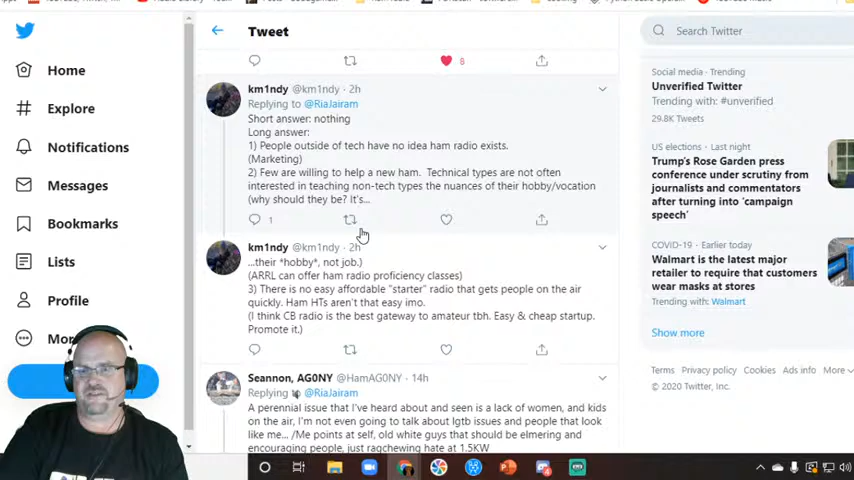 Tweet
Search Twitter
Home
Explore
Notifications
Messages
Bookmarks
Lists
Profile
Mo
8
km1ndy @km1ndy · 2h
Replying to @RiaJairam
Short answer: nothing
Long answer:
1) People outside of tech have no idea ham radio exists.
(Marketing)
2) Few are willing to help a new ham. Technical types are not often
interested in teaching non-tech types the nuances of their hobby/vocation
(why should they be? It's...
1
km1ndy @km1ndy · 2h
...their *hobby*, not job.)
(ARRL can offer ham radio proficiency classes)
3) There is no easy affordable "starter" radio that gets people on the air
quickly. Ham HTs aren't that easy imo.
(I think CB radio is the best gateway to amateur tbh. Easy & cheap startup.
Promote it.)
Seannon, AG0NY @HamAG0NY · 14h
Replying to @RiaJairam
A perennial issue that I've heard about and seen is a lack of women, and kids
on the air, I'm not even going to talk about lgtb issues and people that look
like me... /Me points at self, old white guys that should be elmering and
encouraging people, just ragchewing hate at 1.5KW
Social media · Trending
Unverified Twitter
Trending with: #unverified
26.7K Tweets
US elections · Last night
Trump's Rose Garden press
conference under scrutiny from
journalists and commentators
after turning into 'campaign
speech'
COVID-19 · Earlier today
Walmart is the latest major
retailer to require that customers
wear masks at stores
Trending with: Walmart
Show more
Terms Privacy policy Cookies Ads info More
© 2020 Twitter, Inc.